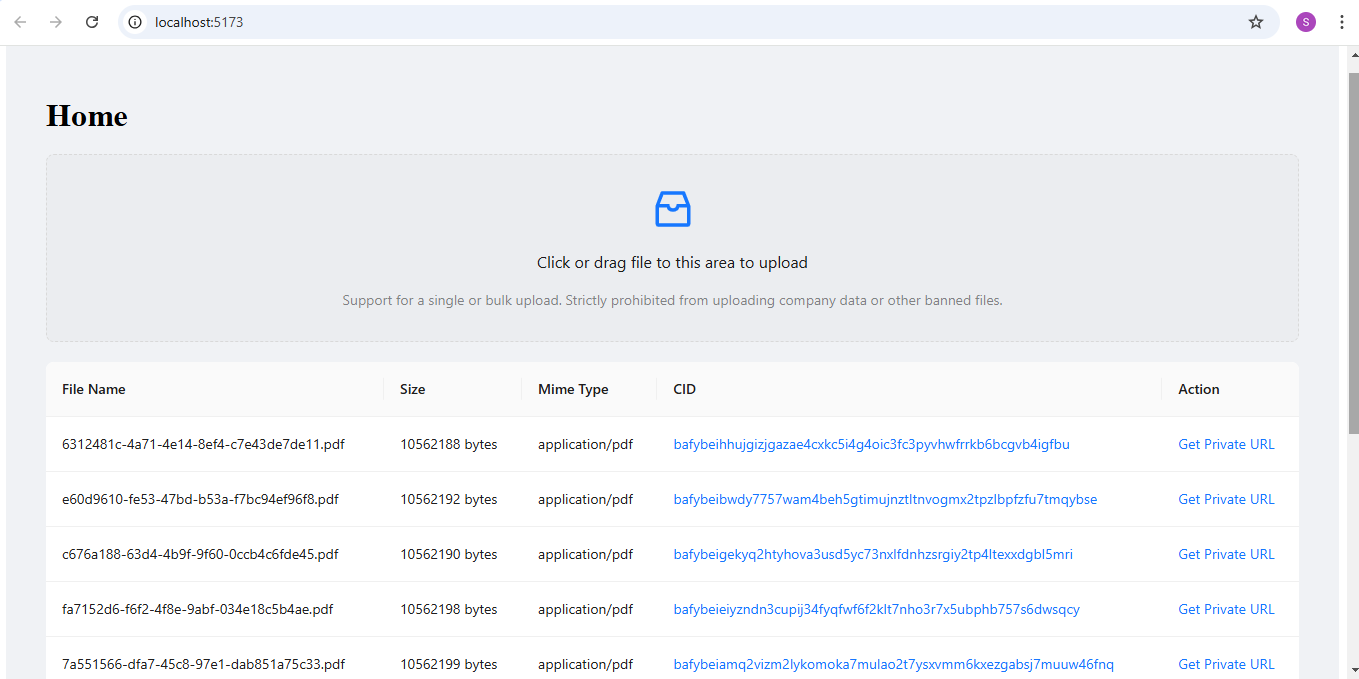 localhost:5173
S
Home
Click or drag file to this area to upload
Support for a single or bulk upload. Strictly prohibited from uploading company data or other banned files.
File Name Size Mime Type CID Action
6312481c-4a71-4e14-8ef4-c7e43de7de11.pdf 10562188 bytes application/pdf bafybeihhujgizjgazae4cxkc5i4g4oic3fc3pyvhwfrrkb6bcgvb4igfbu Get Private URL
e60d9610-fe53-47bd-b53a-f7bc94ef96f8.pdf 10562192 bytes application/pdf bafybeibwdy7757wam4beh5gtimujnztltnvogmx2tpzlbpfzfu7tmqybse Get Private URL
c676a188-63d4-4b9f-9f60-0ccb4c6fde45.pdf 10562190 bytes application/pdf bafybeigekyq2htyhova3usd5yc73nxlfdnhzsrgiy2tp4ltexxdgbl5mri Get Private URL
fa7152d6-f6f2-4f8e-9abf-034e18c5b4ae.pdf 10562198 bytes application/pdf bafybeieiyzndn3cupij34fyqfwf6f2klt7nho3r7x5ubphb757s6dwsqcy Get Private URL
7a551566-dfa7-45c8-97e1-dab851a75c33.pdf 10562199 bytes application/pdf bafybeiamq2vizm2lykomoka7mulao2t7ysxvmm6kxezgabsj7muuw46fnq Get Private URL